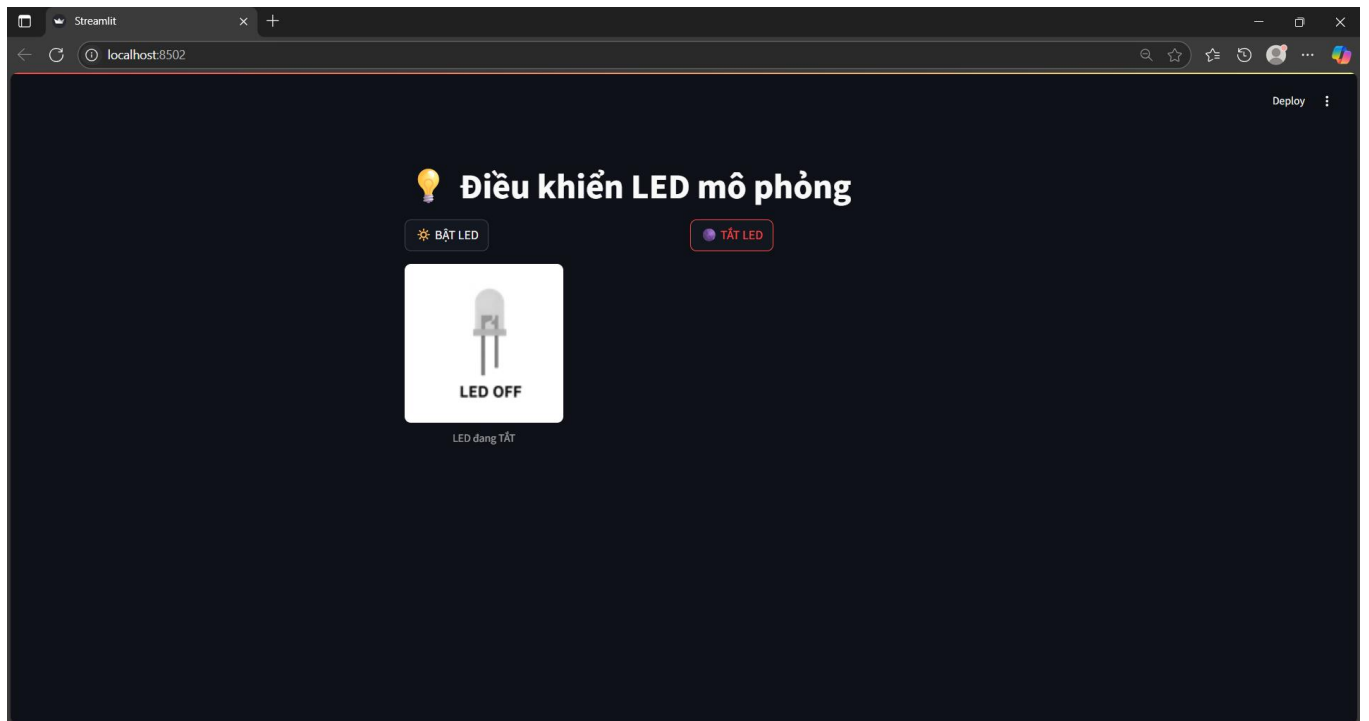 Streamlit
localhost:8502
Deploy
Điều khiển LED mô phỏng
BẬT LED
TẮT LED
LED OFF
LED đang TẮT